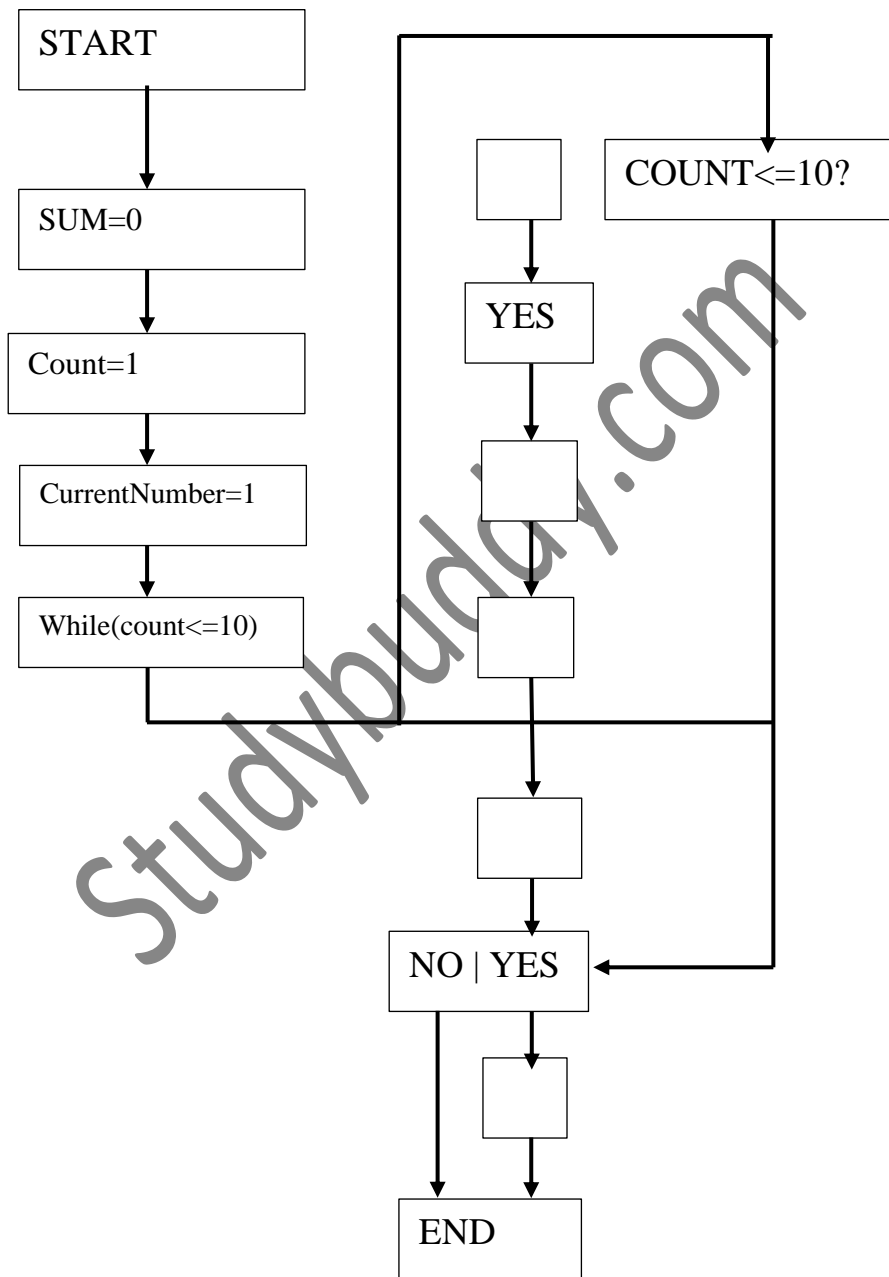 START
SUM=0
Count=1
CurrentNumber=1
While(count<=10)
COUNT<=10?
YES
NO | YES
END
Studybuddy.com